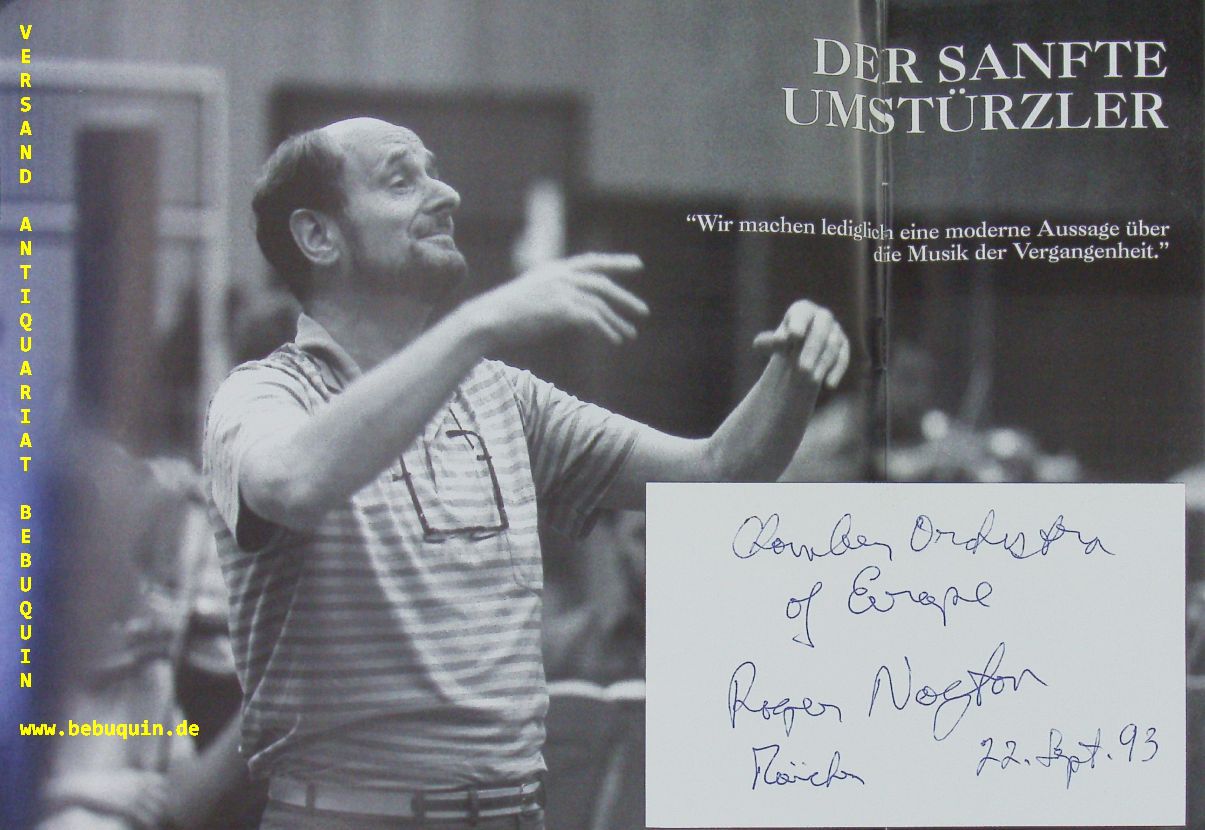 VERSAND ANTIQUARIAT BEBUQUIN
www.bebuquin.de
DER SANFTE
UMSTÜRZLER
“Wir machen lediglich eine moderne Aussage über
die Musik der Vergangenheit.”
Chamber Orchestra
of Europe
Roger
22. Sept. 93